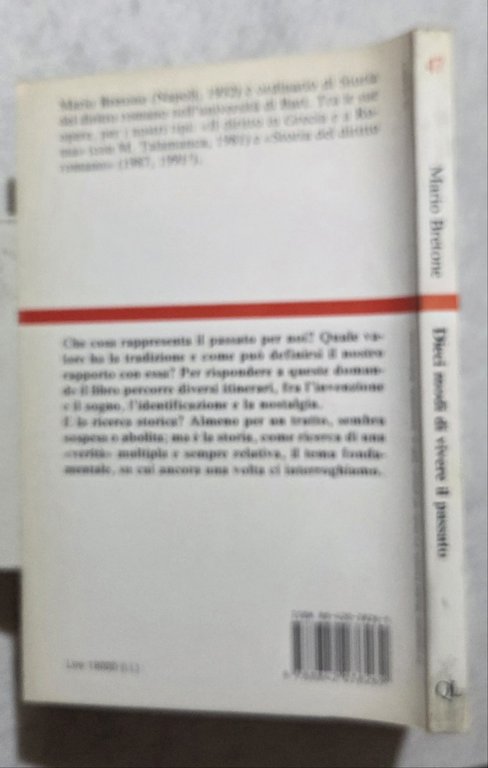 Mario Bretone (Napoli, 1932) è ordinario di Storia
del diritto romano nell'università di Bari. Tra le sue
opere, per i nostri tipi: «Il diritto in Grecia e a Ro-
ma» (con M. Talamanca, 1981) e «Storia del diritto
romano» (1987, 1991
Che cosa rappresenta il passato per noi? Quale va-
lore ha la tradizione e come può definirsi il nostro
rapporto con essa? Per rispondere a queste doman-
de il libro percorre diversi itinerari, fra l'invenzione
e il sogno, l'identificazione e la nostalgia.
E la ricerca storica? Almeno per un tratto, sembra
sospesa o abolita, ma è la storia, come ricerca di una
«verità» multipla e sempre relativa, il tema fonda-
mentale, su cui ancora una volta ci interroghiamo.
Lire 18000 (i.i.)
47
Mario Bretone
Dieci modi di vivere il passato
QL